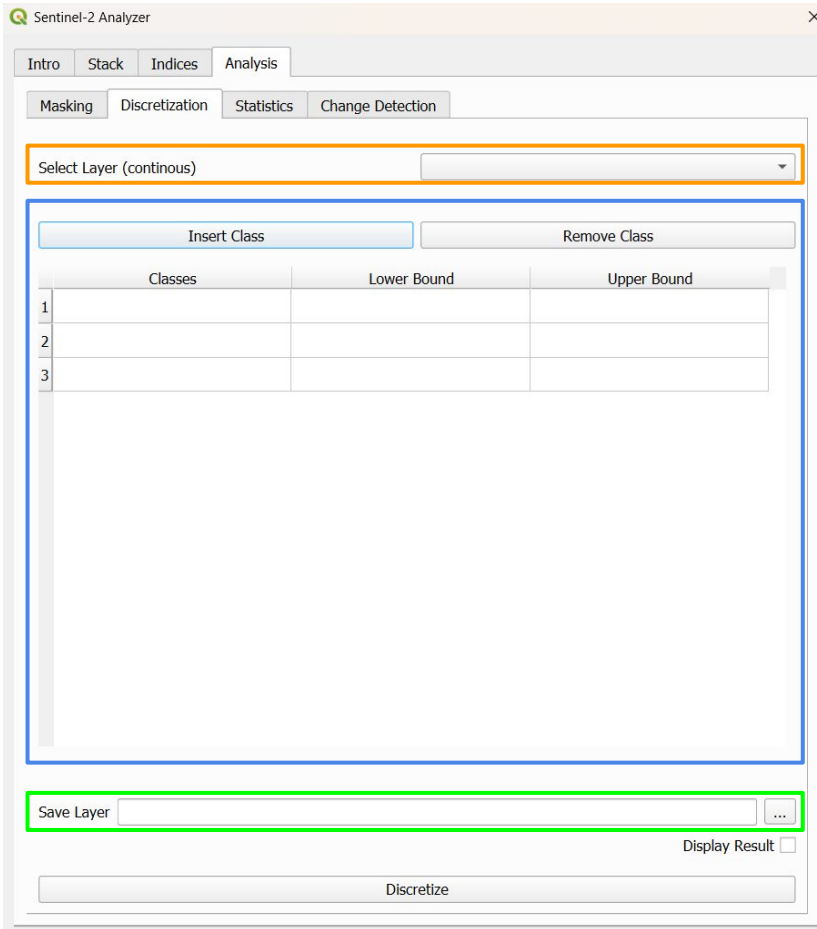 Sentinel-2 Analyzer
Intro Stack Indices Analysis
Masking Discretization Statistics Change Detection
Select Layer (continous)
Insert Class Remove Class
Classes Lower Bound Upper Bound
1
2
3
Save Layer ...
Display Result
Discretize